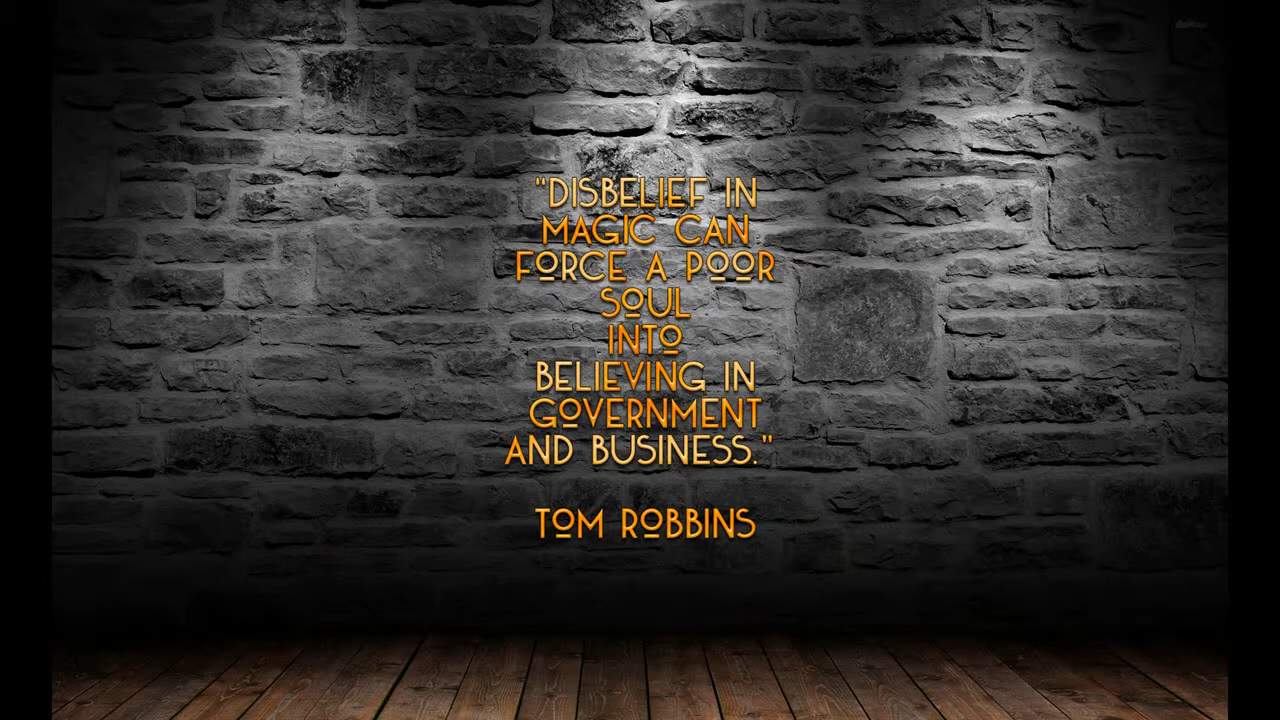 "DISBELIEF IN
MAGIC CAN
FORCE A POOR
SOUL
INTO
BELIEVING IN
GOVERNMENT
AND BUSINESS."
TOM ROBBINS